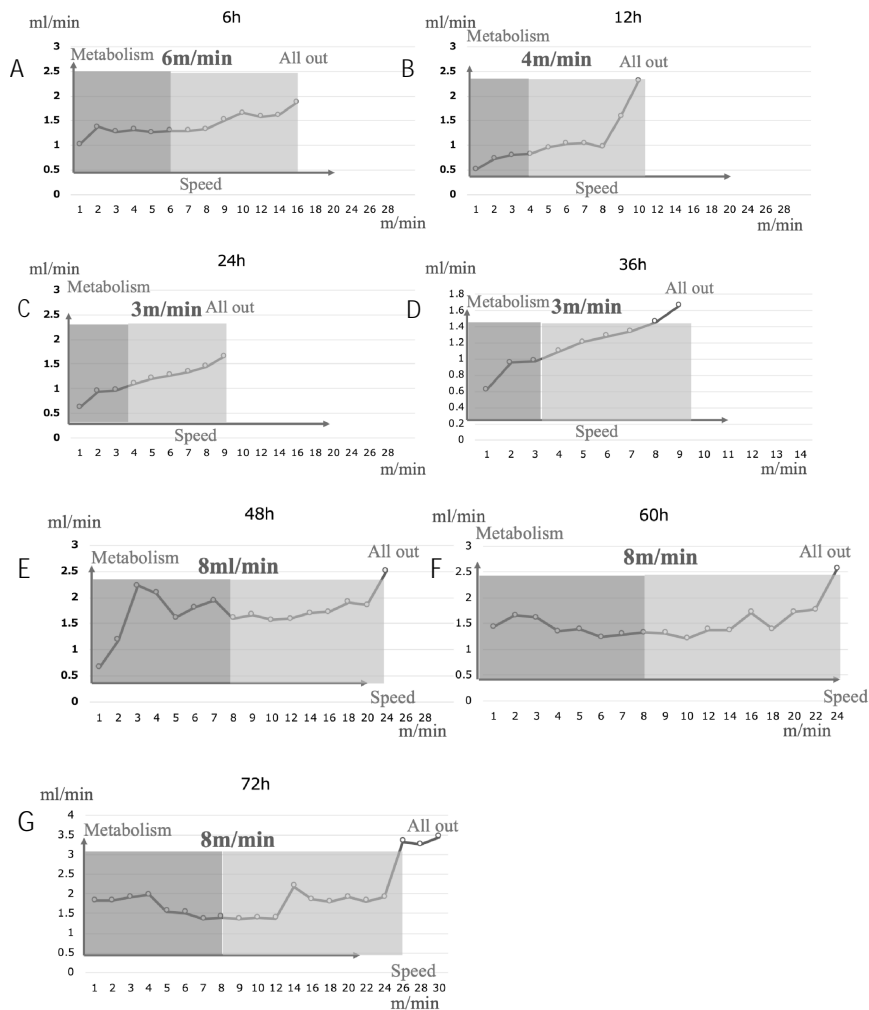 6h
ml/min
A
Metabolism
6m/min
All out
3
2.5
2
1.5
1
0.5
0
Speed
1 2 3 4 5 6 7 8 9 10 12 14 16 18 20 24 26 28
m/min
12h
ml/min
B
Metabolism
4m/min
All out
3
2.5
2
1.5
1
0.5
0
Speed
1 2 3 4 5 6 7 8 9 10 12 14 16 18 20 24 26 28
m/min
24h
ml/min
C
Metabolism
3m/min
All out
3
2.5
2
1.5
1
0.5
0
Speed
1 2 3 4 5 6 7 8 9 10 12 14 16 18 20 24 26 28
m/min
36h
ml/min
D
Metabolism
3m/min
All out
1.8
1.6
1.4
1.2
1
0.8
0.6
0.4
0.2
0
Speed
1 2 3 4 5 6 7 8 9 10 11 12 13 14
m/min
48h
ml/min
E
Metabolism
8ml/min
All out
3
2.5
2
1.5
1
0.5
0
Speed
1 2 3 4 5 6 7 8 9 10 12 14 16 18 20 24 26 28
m/min
60h
ml/min
F
Metabolism
8m/min
All out
3
2.5
2
1.5
1
0.5
0
Speed
1 2 3 4 5 6 7 8 9 10 12 14 16 18 20 22 24
m/min
72h
ml/min
G
Metabolism
8m/min
All out
4
3.5
3
2
1.5
1
0.5
0
Speed
1 2 3 4 5 6 7 8 9 10 12 14 16 18 20 22 24 26 28 30
m/min